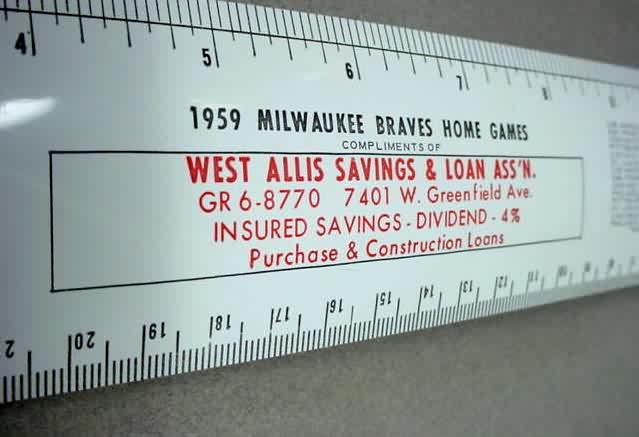 4 5 6 7 8
1959 MILWAUKEE BRAVES HOME GAMES
COMPLIMENTS OF
WEST ALLIS SAVINGS & LOAN ASS'N.
GR 6-8770 7401 W. Greenfield Ave.
INSURED SAVINGS - DIVIDEND - 4%
Purchase & Construction Loans
20 19 18 17 16 15 14 13 12 11